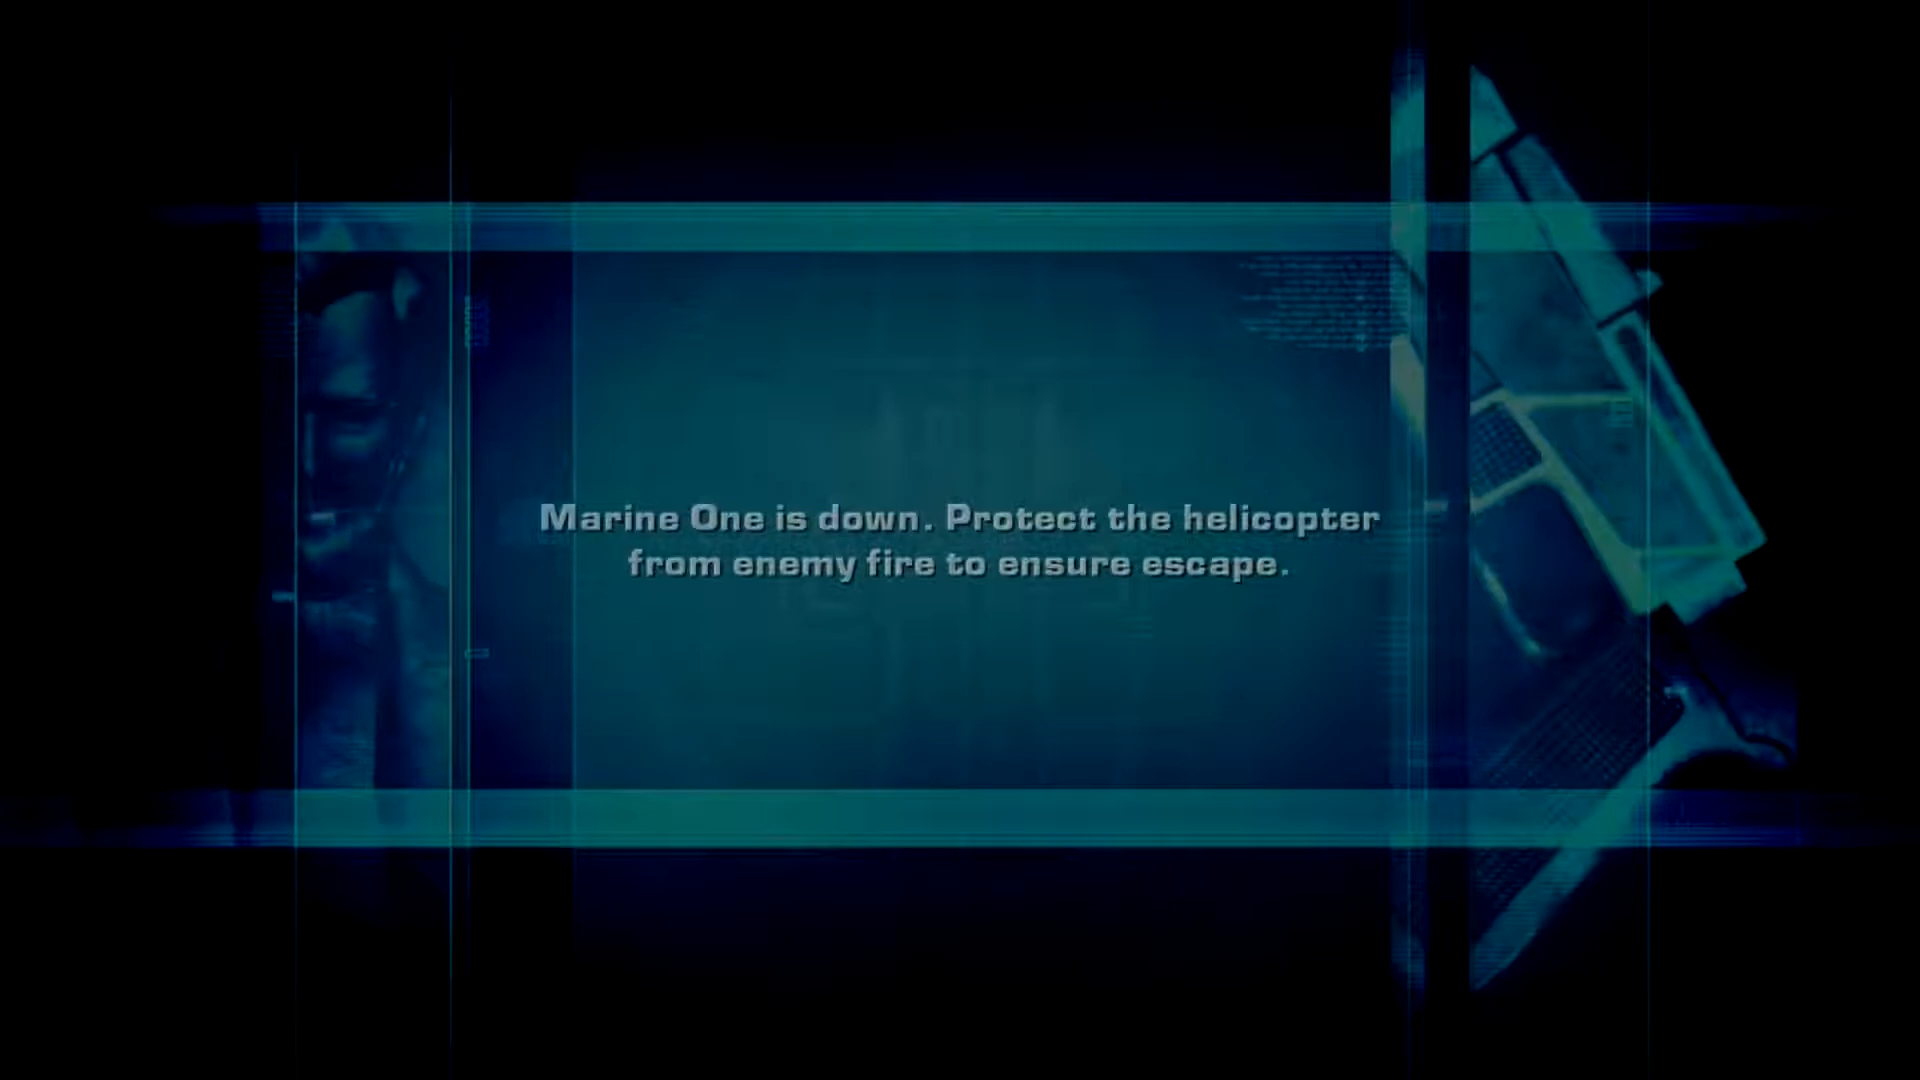 Marine One is down. Protect the helicopter
from enemy fire to ensure escape.